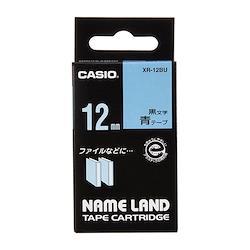 CASIO
XR-12BU
12mm
黒文字
青テープ
ファイルなどに…
NAME LAND
TAPE CARTRIDGE